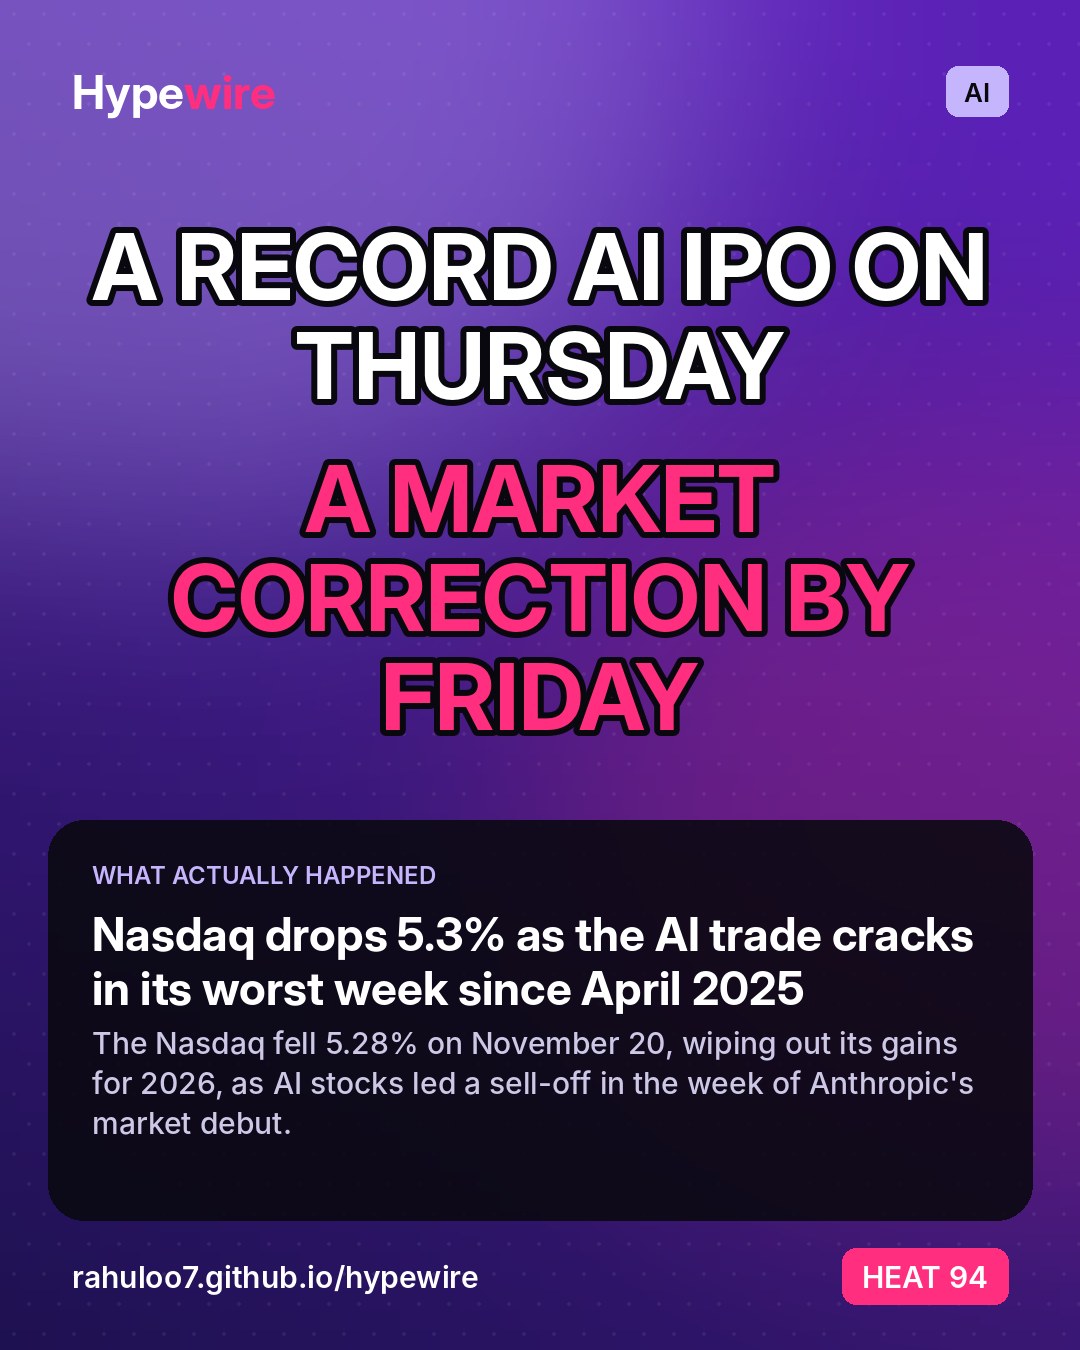 Hypewire
AI
A RECORD AI IPO ON
THURSDAY
A MARKET
CORRECTION BY
FRIDAY
WHAT ACTUALLY HAPPENED
Nasdaq drops 5.3% as the AI trade cracks
in its worst week since April 2025
The Nasdaq fell 5.28% on November 20, wiping out its gains
for 2026, as AI stocks led a sell-off in the week of Anthropic's
market debut.
rahuloo7.github.io/hypewire
HEAT 94